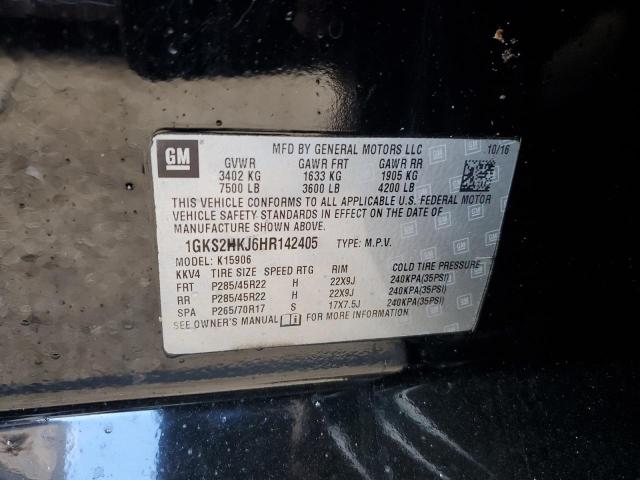 GM
MFD BY GENERAL MOTORS LLC 10/16
GVWR GAWR FRT GAWR RR
3402 KG 1633 KG 1905 KG
7500 LB 3600 LB 4200 LB
THIS VEHICLE CONFORMS TO ALL APPLICABLE U.S. FEDERAL MOTOR
VEHICLE SAFETY STANDARDS IN EFFECT ON THE DATE OF
MANUFACTURE SHOWN ABOVE.
1GKS2HKJ6HR142405 TYPE: M.P.V.
MODEL: K15906
KKV4 TIRE SIZE SPEED RTG RIM COLD TIRE PRESSURE
FRT P285/45R22 H 22X9J 240KPA(35PSI)
RR P285/45R22 H 22X9J 240KPA(35PSI)
SPA P265/70R17 S 17X7.5J 240KPA(35PSI)
SEE OWNER'S MANUAL FOR MORE INFORMATION.